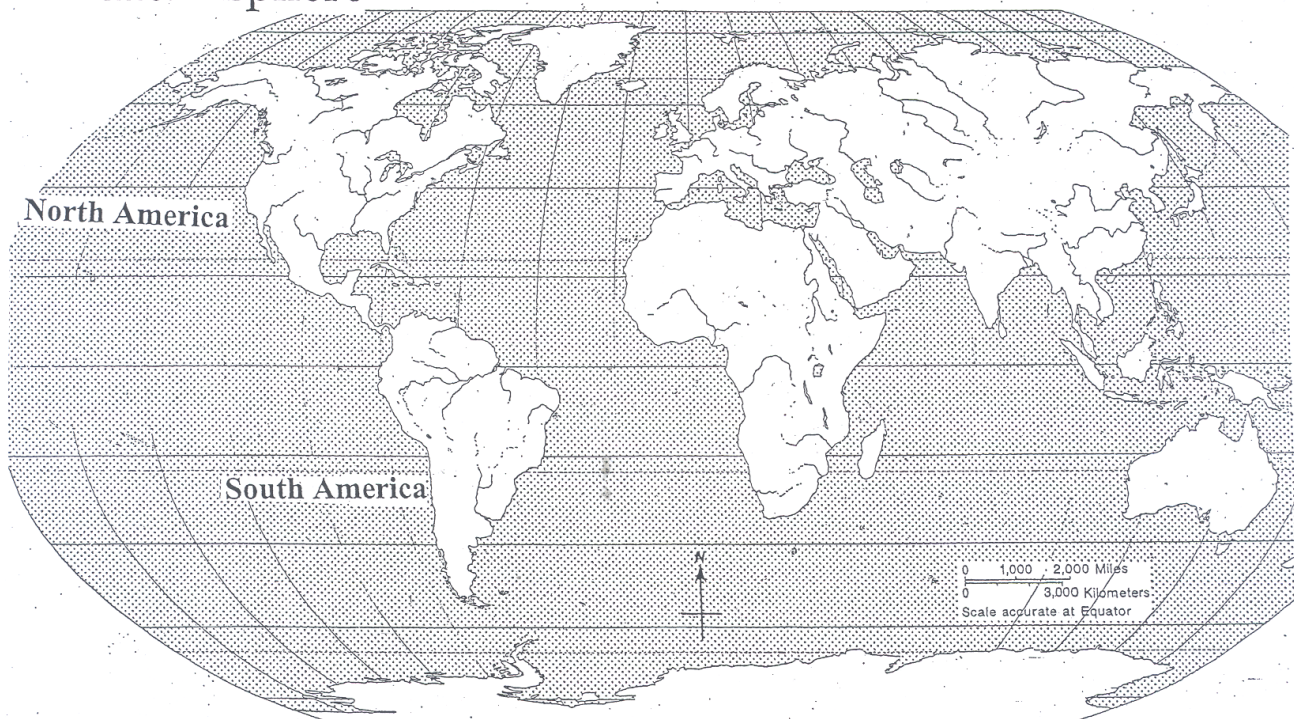 North America
South America
N
0 1,000 2,000 Miles
0 3,000 Kilometers
Scale accurate at Equator